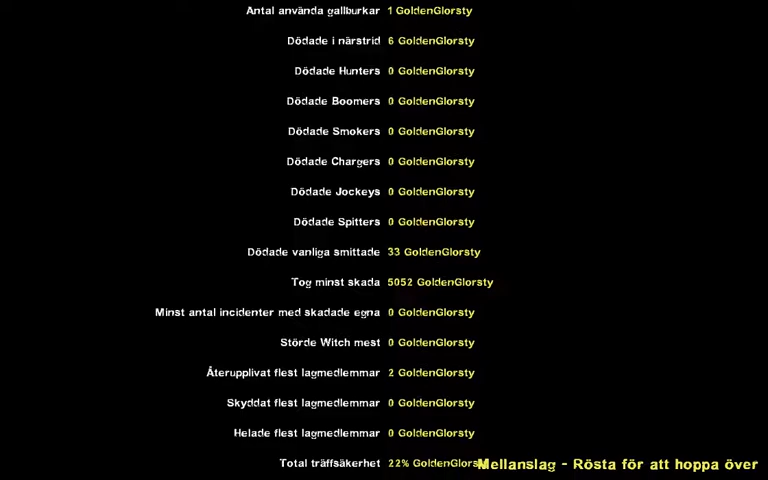 Antal använda gallburkar 1 GoldenGlorsty
Dödade i närstrid 6 GoldenGlorsty
Dödade Hunters 0 GoldenGlorsty
Dödade Boomers 0 GoldenGlorsty
Dödade Smokers 0 GoldenGlorsty
Dödade Chargers 0 GoldenGlorsty
Dödade Jockeys 0 GoldenGlorsty
Dödade Spitters 0 GoldenGlorsty
Dödade vanliga smittade 33 GoldenGlorsty
Tog minst skada 5052 GoldenGlorsty
Minst antal incidenter med skadade egna 0 GoldenGlorsty
Störde Witch mest 0 GoldenGlorsty
Återupplivat flest lagmedlemmar 2 GoldenGlorsty
Skyddat flest lagmedlemmar 0 GoldenGlorsty
Helade flest lagmedlemmar 0 GoldenGlorsty
Total träffsäkerhet 22% GoldenGlors
Mellanslag - Rösta för att hoppa över